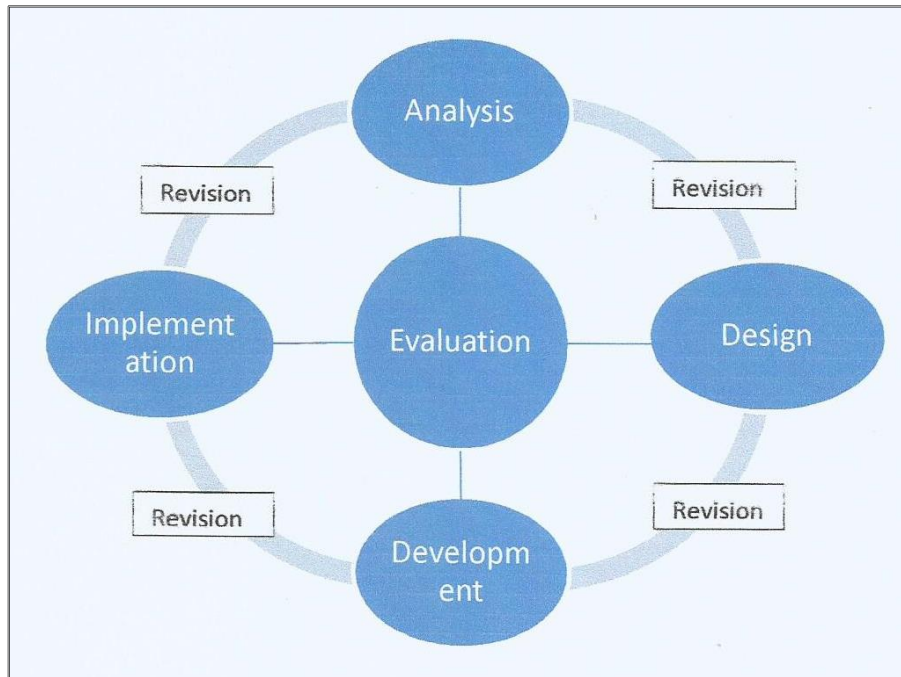 Analysis
Revision
Revision
Implement
ation
Evaluation
Design
Revision
Revision
Developm
ent